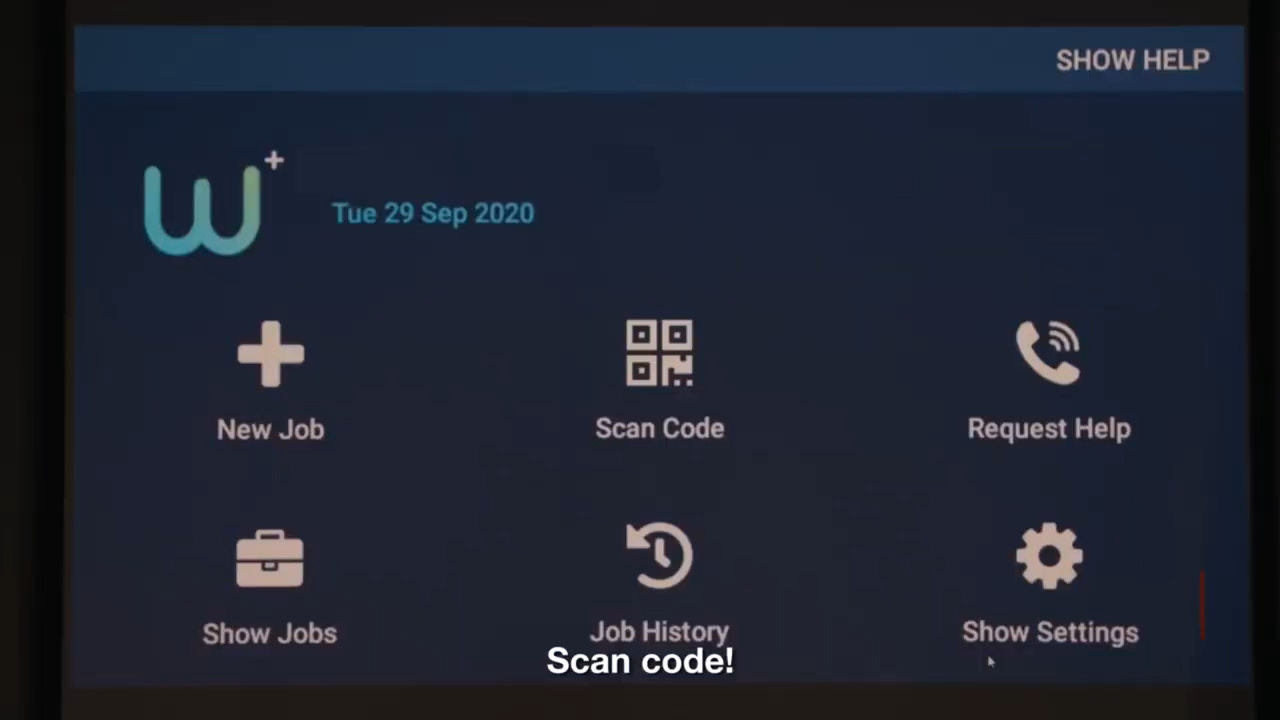 SHOW HELP
w+
Tue 29 Sep 2020
New Job
Scan Code
Request Help
Show Jobs
Job History
Show Settings
Scan code!